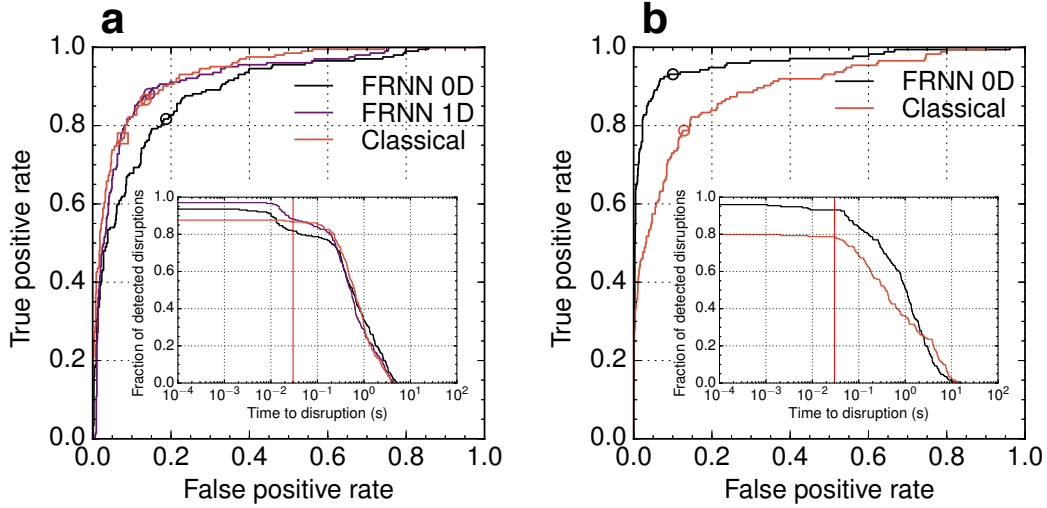 a
True positive rate
1.0
0.8
0.6
0.4
0.2
0.0
0.0 0.2 0.4 0.6 0.8 1.0
False positive rate
FRNN 0D
FRNN 1D
Classical
Fraction of detected disruptions
1.0
0.8
0.6
0.4
0.2
0.0
10⁻⁴ 10⁻³ 10⁻² 10⁻¹ 10⁰ 10¹ 10²
Time to disruption (s)
b
True positive rate
1.0
0.8
0.6
0.4
0.2
0.0
0.0 0.2 0.4 0.6 0.8 1.0
False positive rate
FRNN 0D
Classical
Fraction of detected disruptions
1.0
0.8
0.6
0.4
0.2
0.0
10⁻⁴ 10⁻³ 10⁻² 10⁻¹ 10⁰ 10¹ 10²
Time to disruption (s)